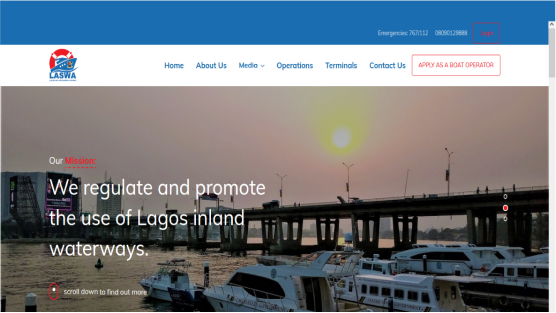 Emergencies: 767/112 08090129888
LASWA
Home About Us Media Operations Terminals Contact Us APPLY AS A BOAT OPERATOR
Our Mission:
We regulate and promote
the use of Lagos inland
waterways.
scroll down to find out more